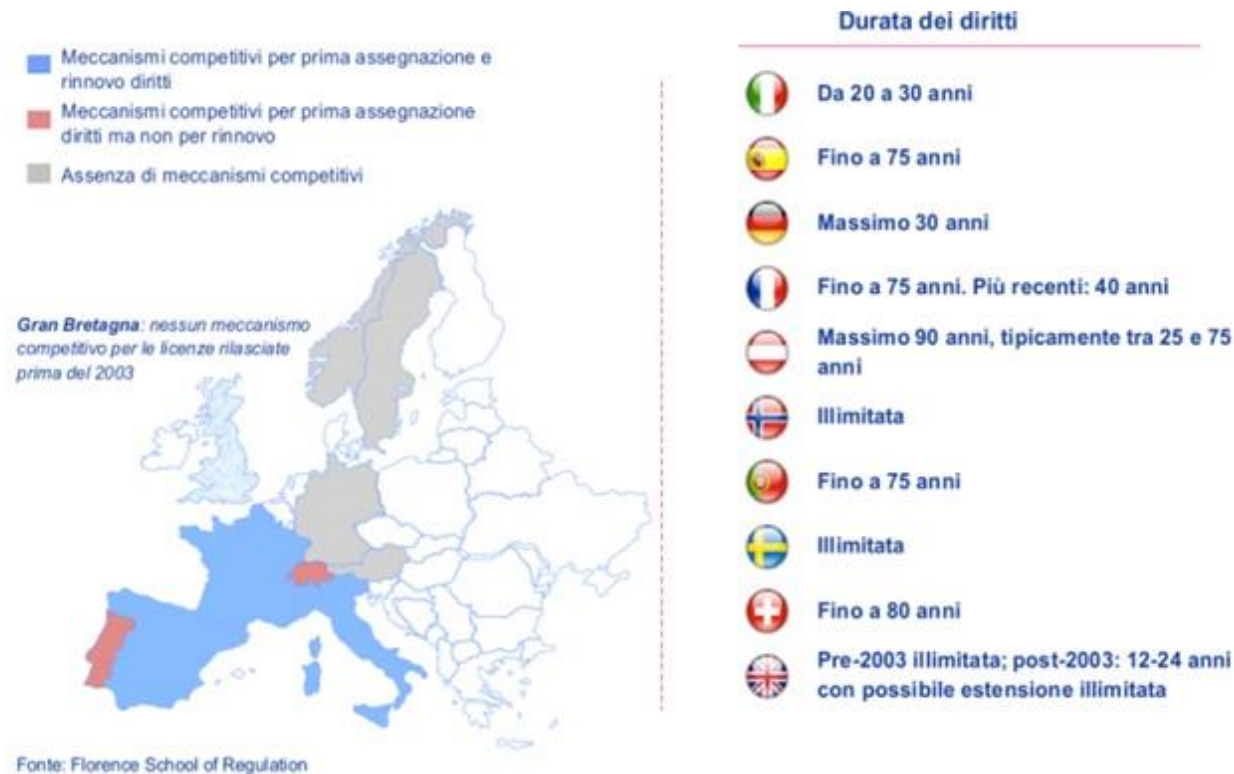 Durata dei diritti
Meccanismi competitivi per prima assegnazione e
rinnovo diritti
Meccanismi competitivi per prima assegnazione
diritti ma non per rinnovo
Assenza di meccanismi competitivi
Gran Bretagna: nessun meccanismo
competitivo per le licenze rilasciate
prima del 2003
Da 20 a 30 anni
Fino a 75 anni
Massimo 30 anni
Fino a 75 anni. Più recenti: 40 anni
Massimo 90 anni, tipicamente tra 25 e 75
anni
Illimitata
Fino a 75 anni
Illimitata
Fino a 80 anni
Pre-2003 illimitata; post-2003: 12-24 anni
con possibile estensione illimitata
Fonte: Florence School of Regulation